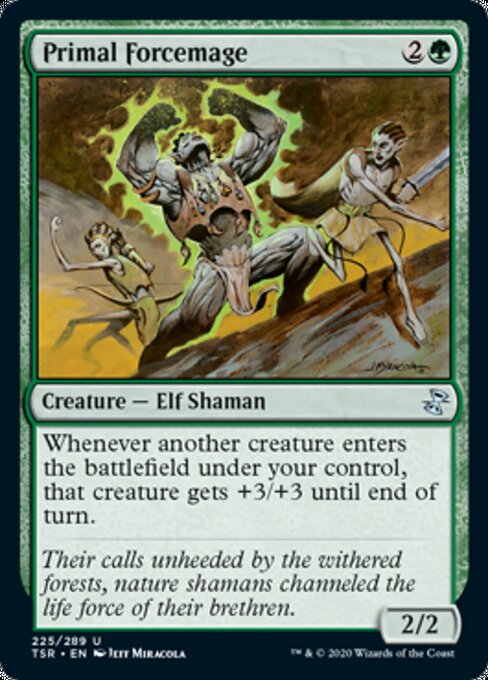 Primal Forcemage 2
J. MIRACOLA
Creature — Elf Shaman
Whenever another creature enters
the battlefield under your control,
that creature gets +3/+3 until end of
turn.
Their calls unheeded by the withered
forests, nature shamans channeled the
life force of their brethren.
2/2
225/289 U
TSR • EN Jeff Miracola
™ & © 2020 Wizards of the Coast